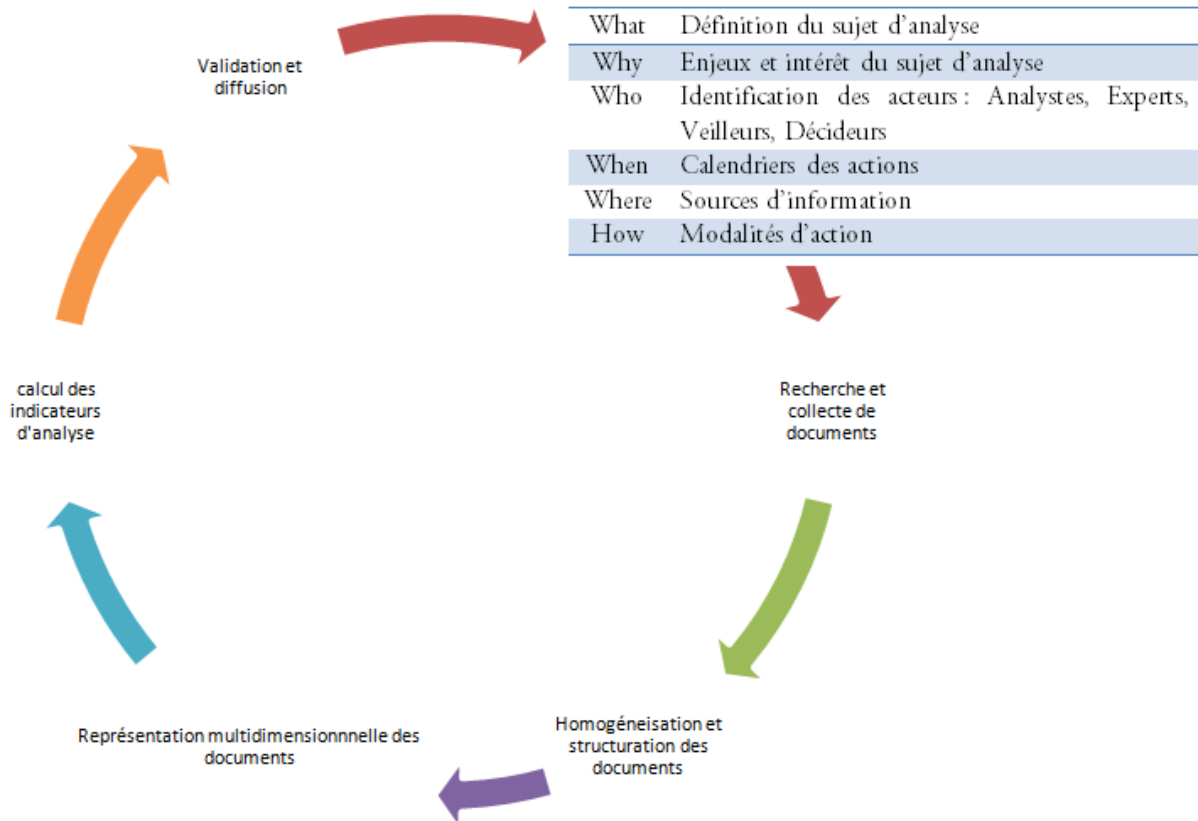 What Définition du sujet d'analyse
Why Enjeux et intérêt du sujet d'analyse
Who Identification des acteurs : Analystes, Experts,
Veilleurs, Décideurs
When Calendriers des actions
Where Sources d'information
How Modalités d'action
Recherche et
collecte de
documents
Homogéneisation et
structuration des
documents
Représentation multidimensionnnelle des
documents
calcul des
indicateurs
d'analyse
Validation et
diffusion